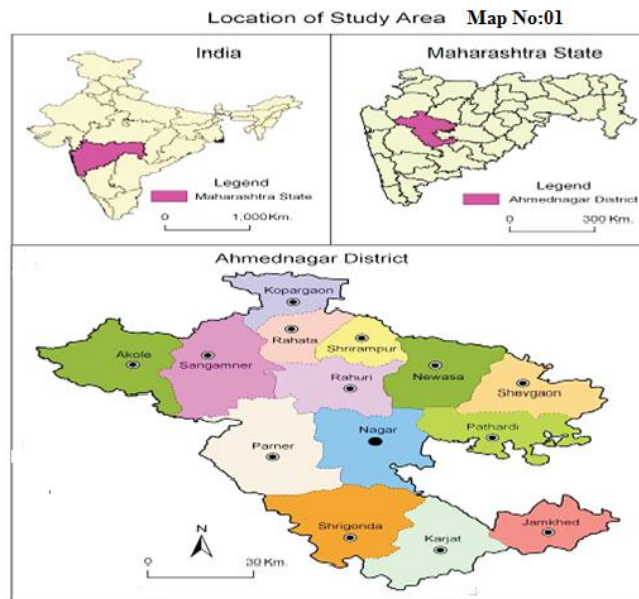 Location of Study Area Map No:01
India
Legend
Maharashtra State
0 1,000 Km.
Maharashtra State
Legend
Ahmednagar District
0 300 Km.
Ahmednagar District
Kopargaon
Rahata
Shrirampur
Akole
Sangamner
Rahuri
Newasa
Shevgaon
Parner
Nagar
Pathardi
Shrigonda
Karjat
Jamkhed
N
0 30 Km.